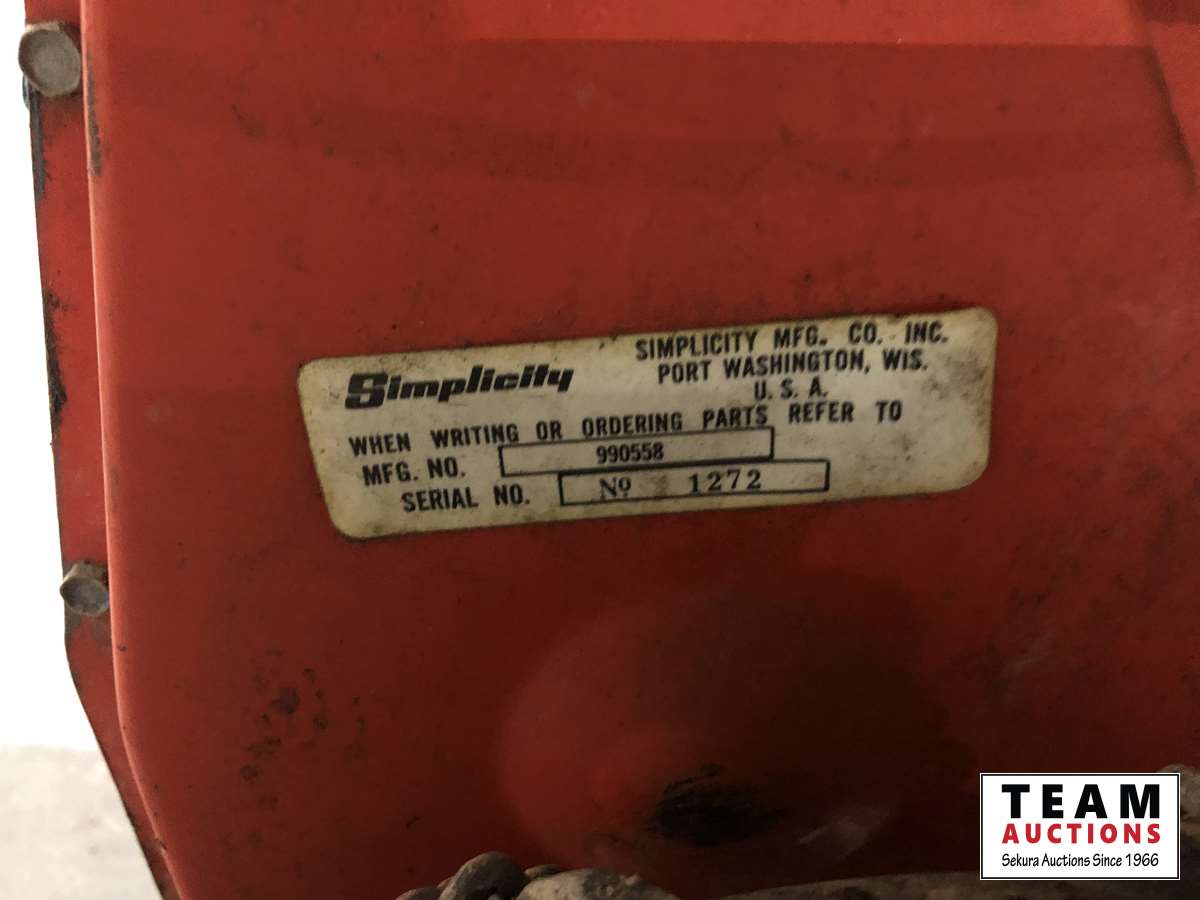 Simplicity
SIMPLICITY MFG. CO. INC.
PORT WASHINGTON, WIS.
U. S. A.
WHEN WRITING OR ORDERING PARTS REFER TO
MFG. NO. 990558
SERIAL NO. Nº 1272
TEAM
AUCTIONS
Sekura Auctions Since 1966